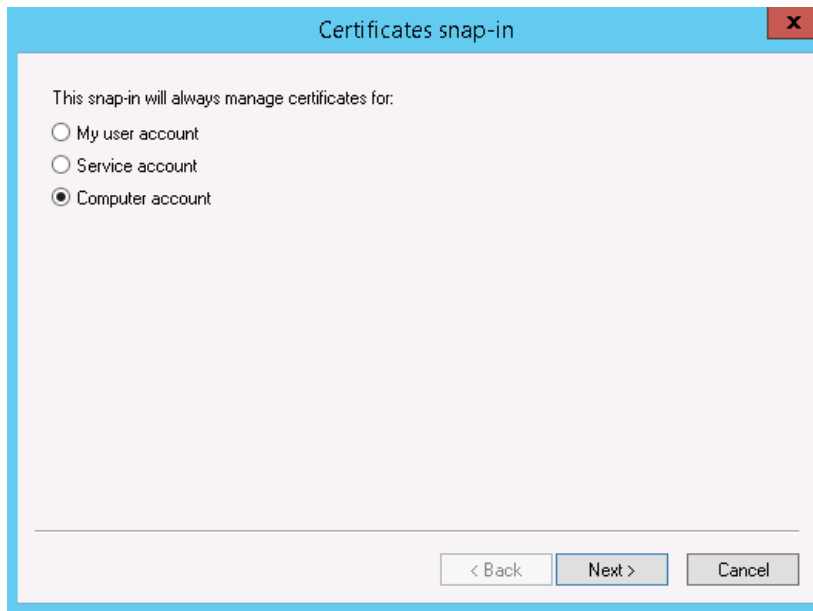 Certificates snap-in
x
This snap-in will always manage certificates for:
My user account
Service account
Computer account
< Back Next > Cancel